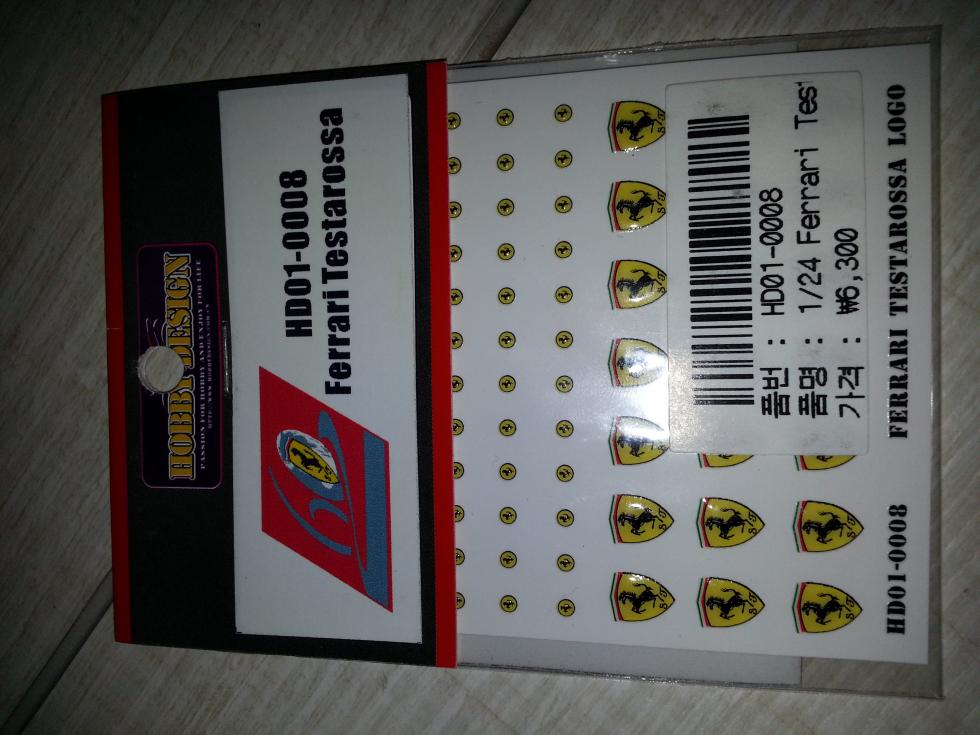 HOBBY DESIGN
PASSION FOR HOBBY AND ENJOY FOR LIFE
HD01-0008
Ferrari Testarossa
60
품번 : HD01-0008
품명 : 1/24 Ferrari Tes
가격 : ₩6,300
HD01-0008 FERRARI TESTAROSSA LOGO